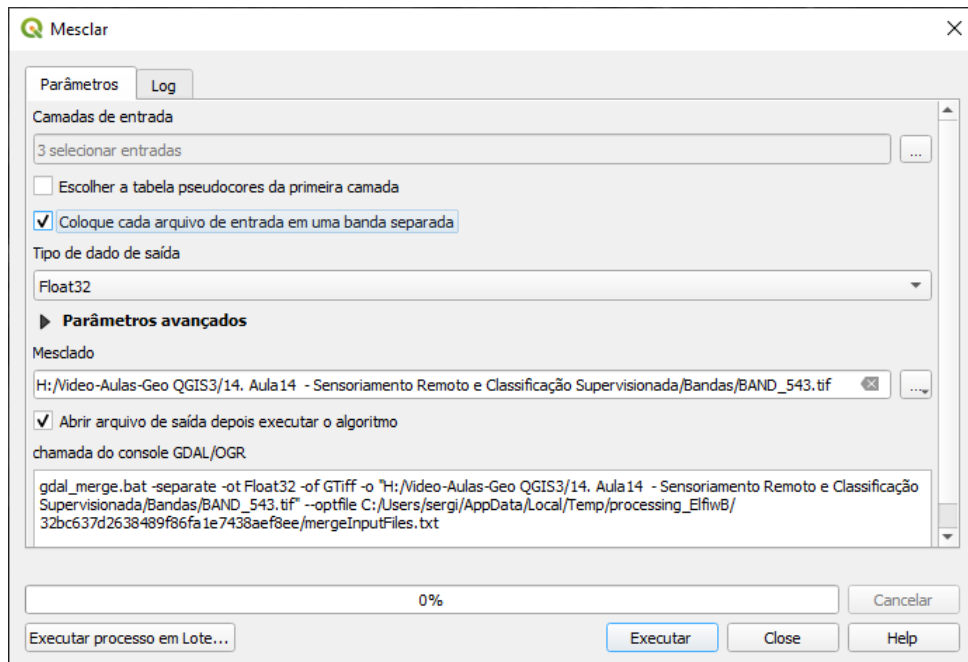 Mesclar
Parâmetros
Log
Camadas de entrada
3 selecionar entradas
...
Escolher a tabela pseudocores da primeira camada
Coloque cada arquivo de entrada em uma banda separada
Tipo de dado de saída
Float32
Parâmetros avançados
Mesclado
H:/Video-Aulas-Geo QGIS3/14. Aula14  - Sensoriamento Remoto e Classificação Supervisionada/Bandas/BAND_543.tif
...
Abrir arquivo de saída depois executar o algoritmo
chamada do console GDAL/OGR
gdal_merge.bat -separate -ot Float32 -of GTiff -o "H:/Video-Aulas-Geo QGIS3/14. Aula14  - Sensoriamento Remoto e Classificação
Supervisionada/Bandas/BAND_543.tif" --optfile C:/Users/sergi/AppData/Local/Temp/processing_ElfiwB/
32bc637d2638489f86fa1e7438aef8ee/mergeInputFiles.txt
0%
Cancelar
Executar processo em Lote...
Executar
Close
Help